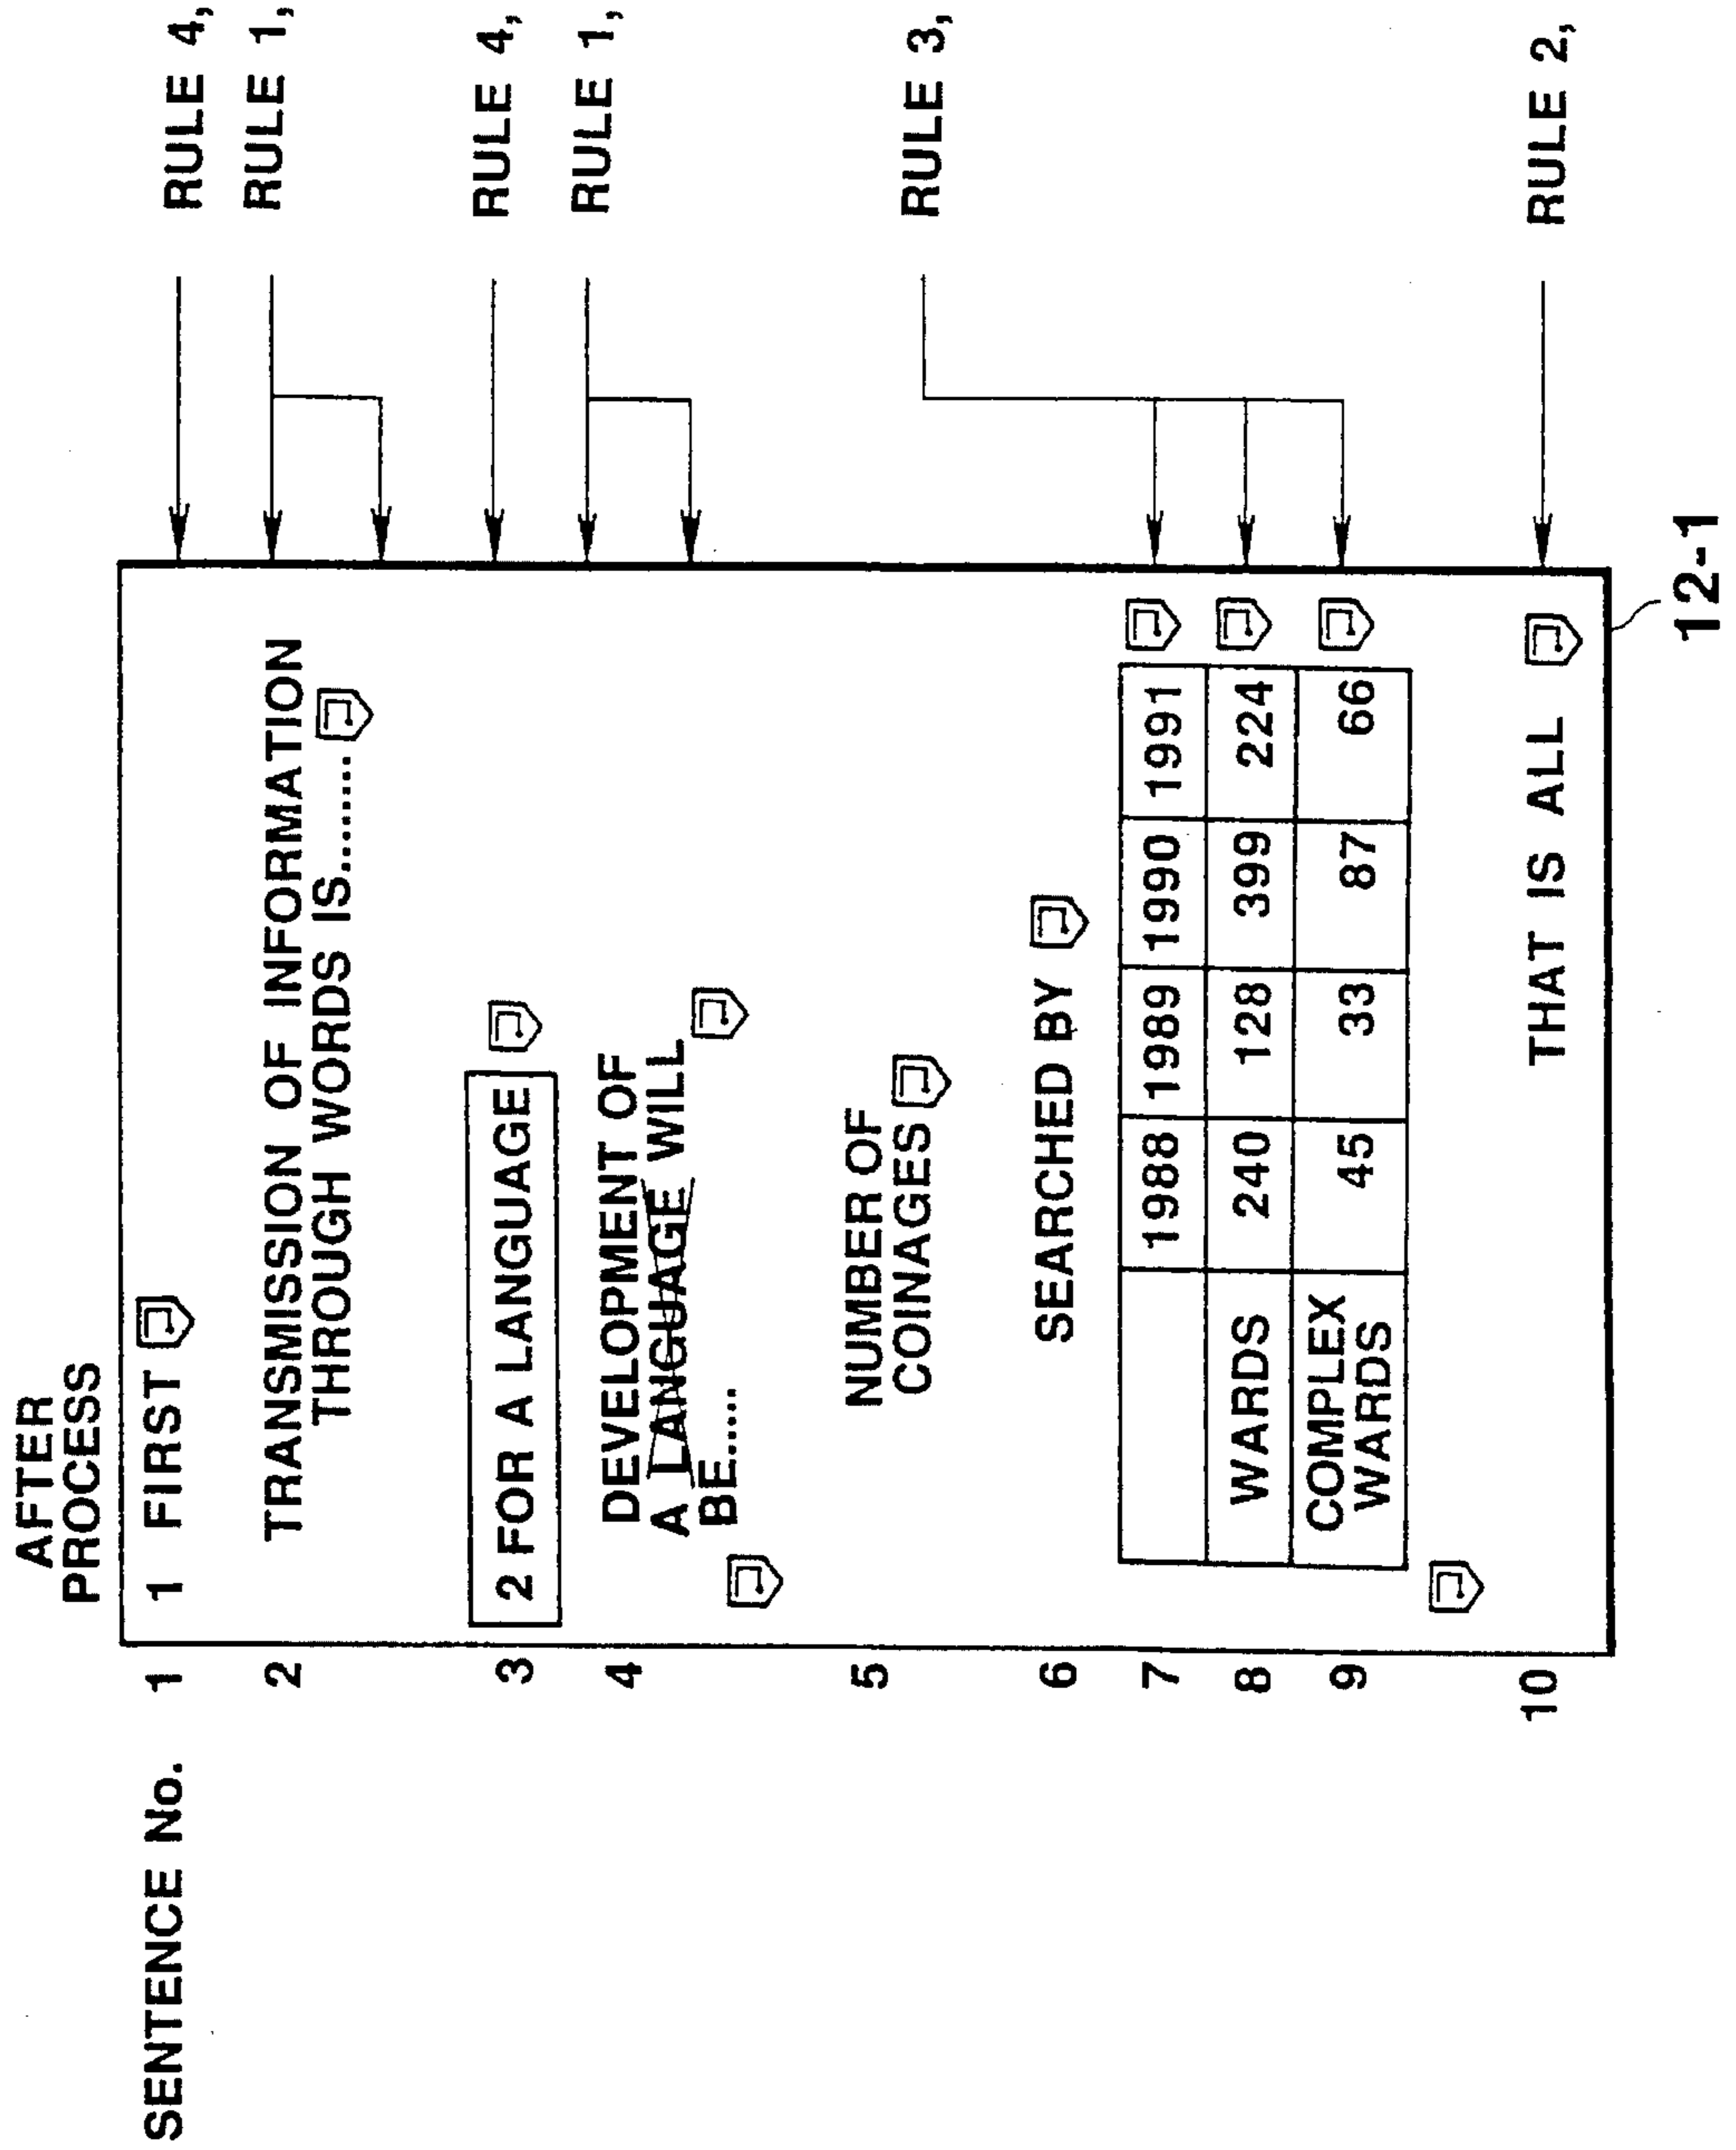 AFTER
PROCESS
SENTENCE No. 1 1 FIRST RULE 4,
2 TRANSMISSION OF INFORMATION RULE 1,
THROUGH WORDS IS........
3 2 FOR A LANGUAGE RULE 4,
4 DEVELOPMENT OF RULE 1,
A LANGUAGE WILL
BE.....
5 NUMBER OF RULE 3,
COINAGES
6 SEARCHED BY
7 1988 1989 1990 1991
8 WARDS 240 128 399 224
9 COMPLEX 45 33 87 66
WARDS
10 THAT IS ALL RULE 2,
12-1